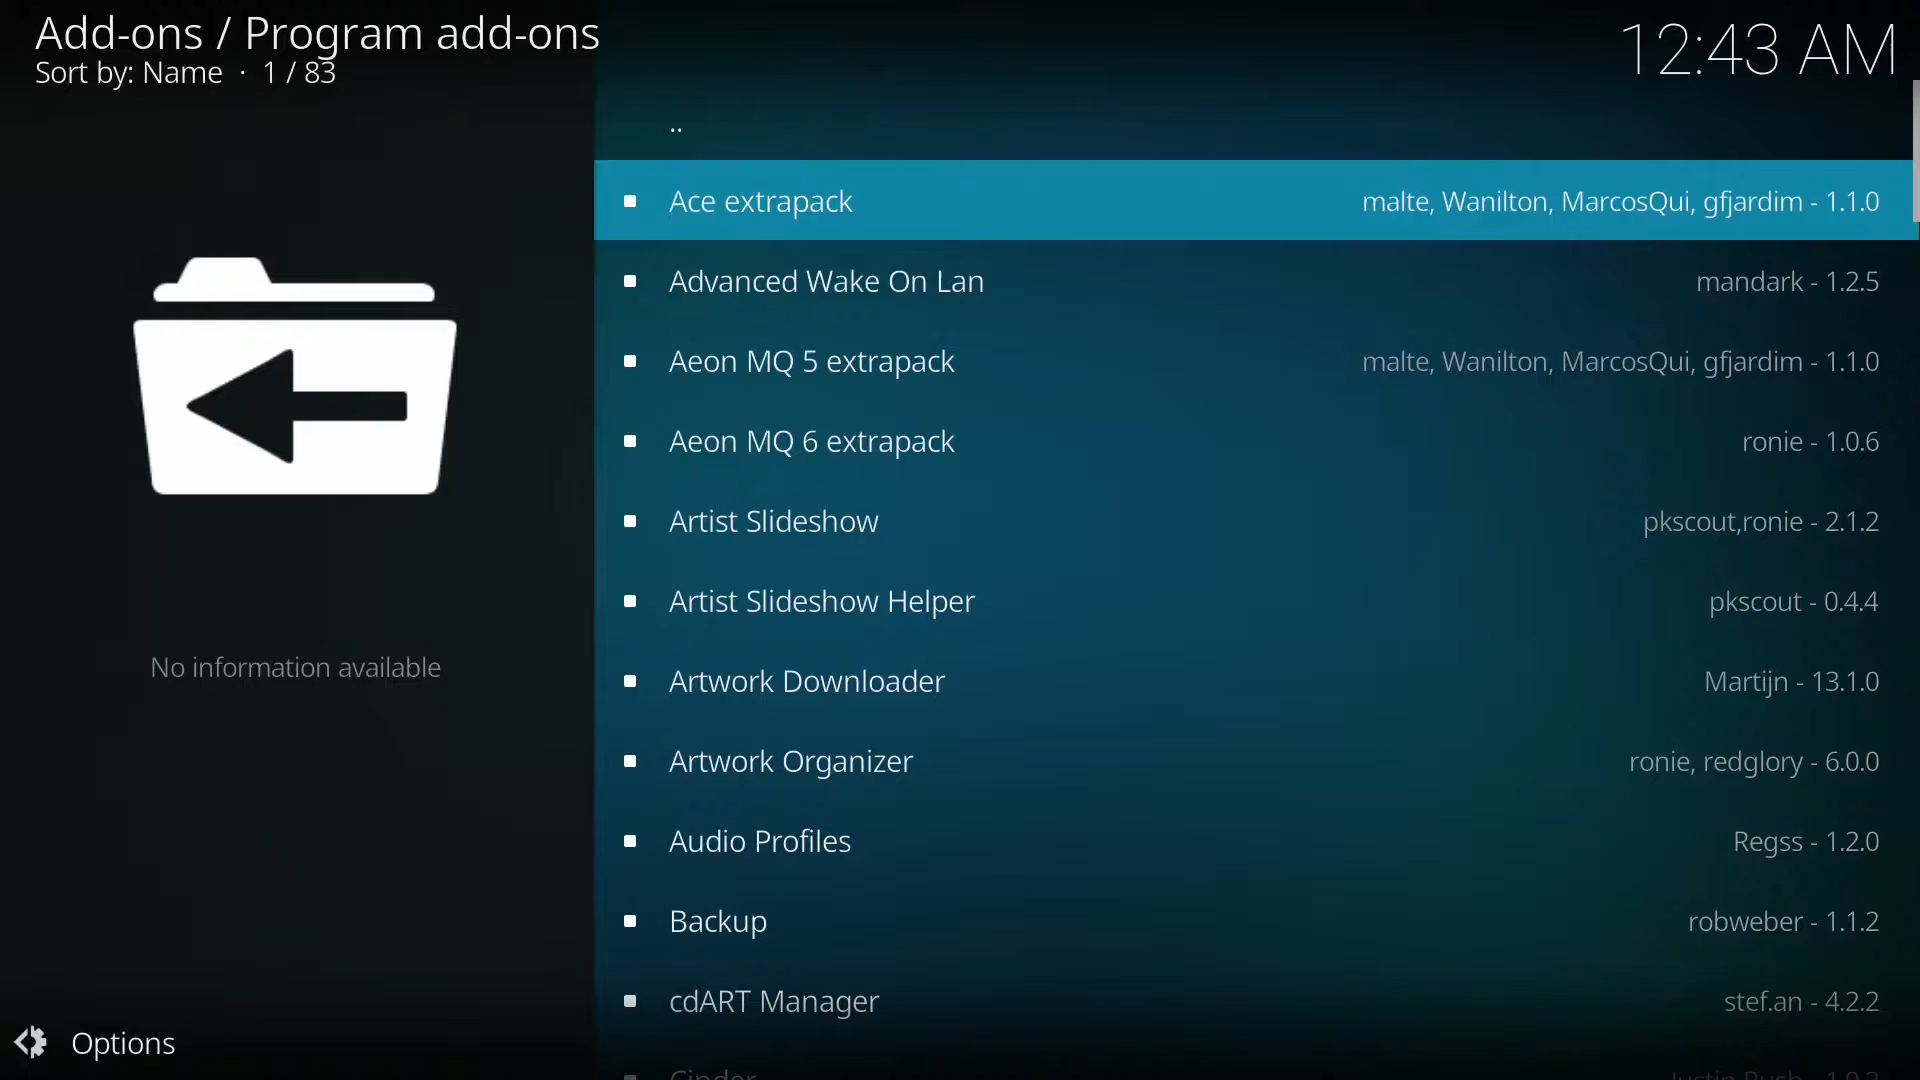 Add-ons / Program add-ons
Sort by: Name · 1 / 83
12:43 AM
..
Ace extrapack malte, Wanilton, MarcosQui, gfjardim - 1.1.0
Advanced Wake On Lan mandark - 1.2.5
Aeon MQ 5 extrapack malte, Wanilton, MarcosQui, gfjardim - 1.1.0
Aeon MQ 6 extrapack ronie - 1.0.6
Artist Slideshow pkscout,ronie - 2.1.2
Artist Slideshow Helper pkscout - 0.4.4
Artwork Downloader Martijn - 13.1.0
Artwork Organizer ronie, redglory - 6.0.0
Audio Profiles Regss - 1.2.0
Backup robweber - 1.1.2
cdART Manager stef.an - 4.2.2
No information available
Options